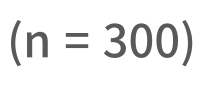 (n = 300)